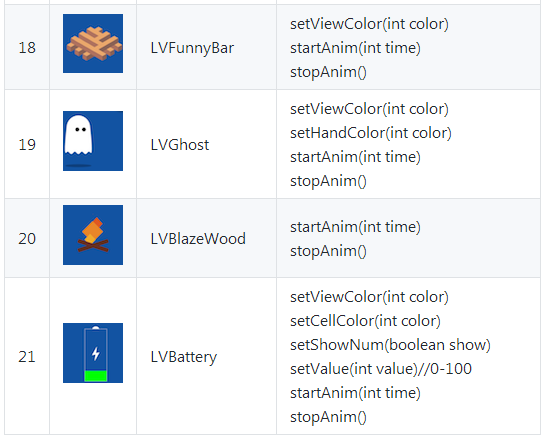 18
LVFunnyBar
setViewColor(int color)
startAnim(int time)
stopAnim()
19
LVGhost
setViewColor(int color)
setHandColor(int color)
startAnim(int time)
stopAnim()
20
LVBlazeWood
startAnim(int time)
stopAnim()
21
LVBattery
setViewColor(int color)
setCellColor(int color)
setShowNum(boolean show)
setValue(int value)//0-100
startAnim(int time)
stopAnim()